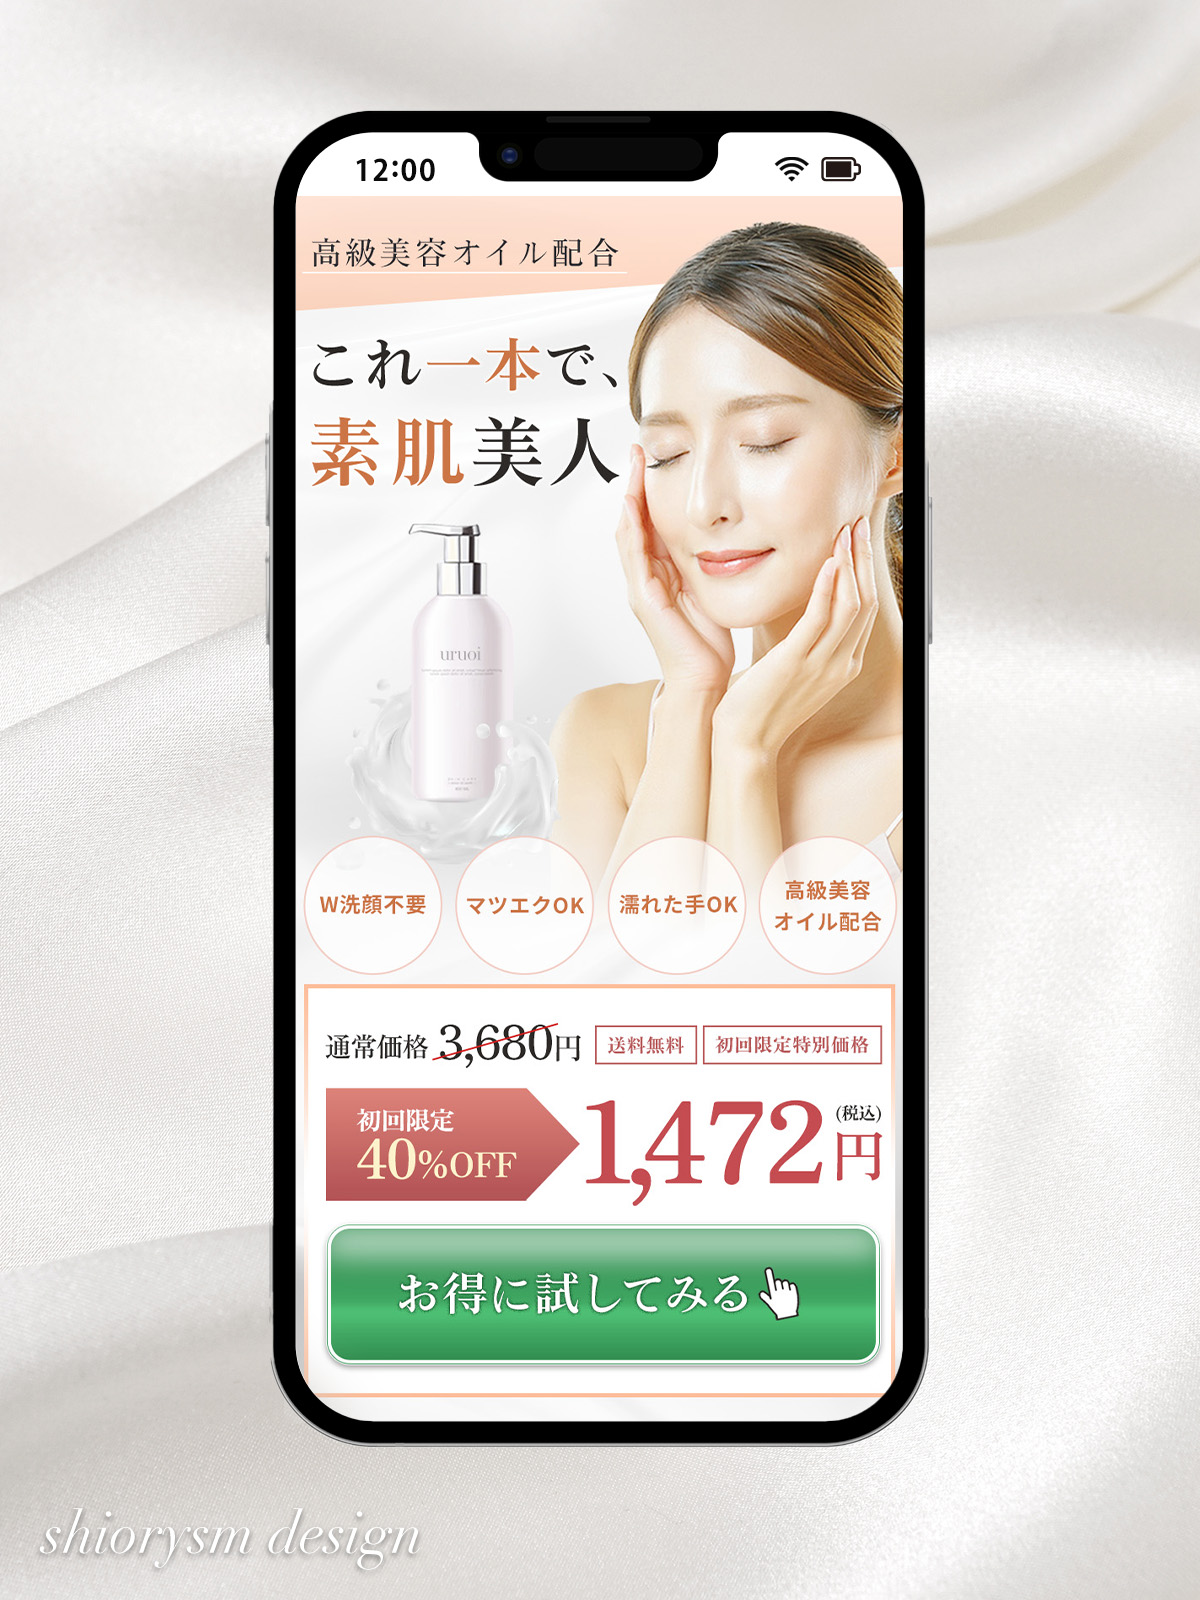 12:00
高級美容オイル配合
これ一本で、
素肌美人
uruoi
W洗顔不要
マツエクOK
濡れた手OK
高級美容
オイル配合
通常価格 3,680円 送料無料 初回限定特別価格
初回限定
40%OFF
1,472円 (税込)
お得に試してみる
shiorysm design